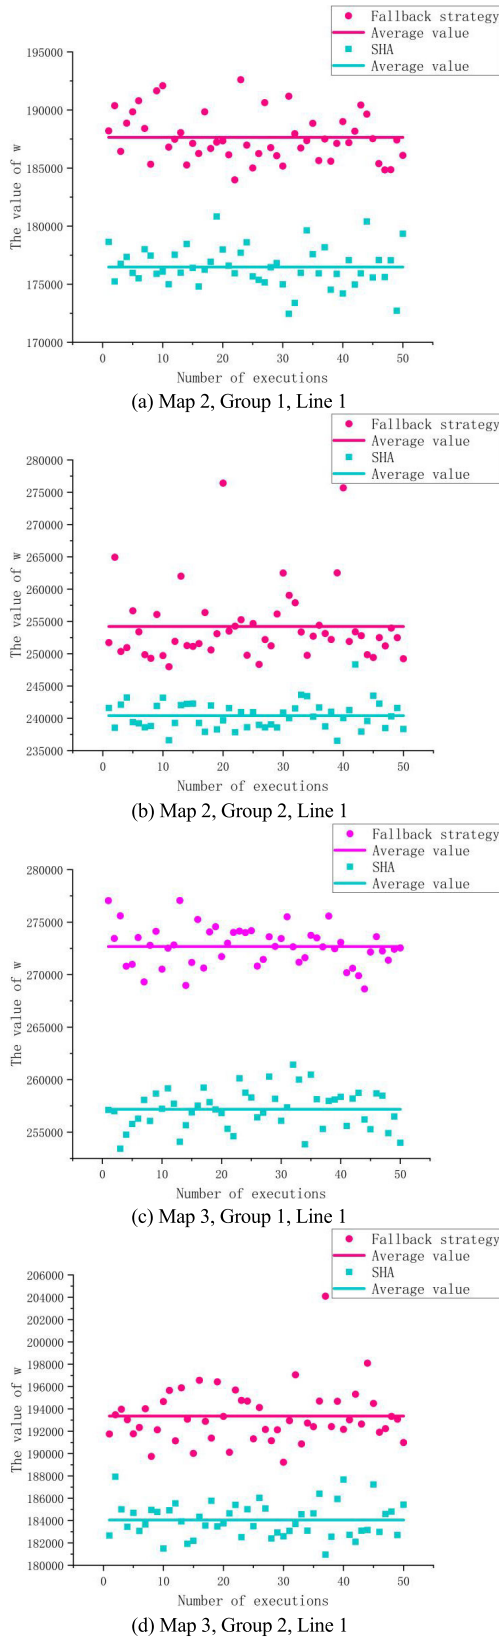 Fallback strategy
Average value
SHA
Average value
195000
190000
185000
180000
175000
170000
The value of w
0 10 20 30 40 50
Number of executions
(a) Map 2, Group 1, Line 1
Fallback strategy
Average value
SHA
Average value
280000
275000
270000
265000
260000
255000
250000
245000
240000
235000
The value of w
0 10 20 30 40 50
Number of executions
(b) Map 2, Group 2, Line 1
Fallback strategy
Average value
SHA
Average value
280000
275000
270000
265000
260000
255000
The value of w
0 10 20 30 40 50
Number of executions
(c) Map 3, Group 1, Line 1
Fallback strategy
Average value
SHA
Average value
206000
204000
202000
200000
198000
196000
194000
192000
190000
188000
186000
184000
182000
180000
The value of w
0 10 20 30 40 50
Number of executions
(d) Map 3, Group 2, Line 1